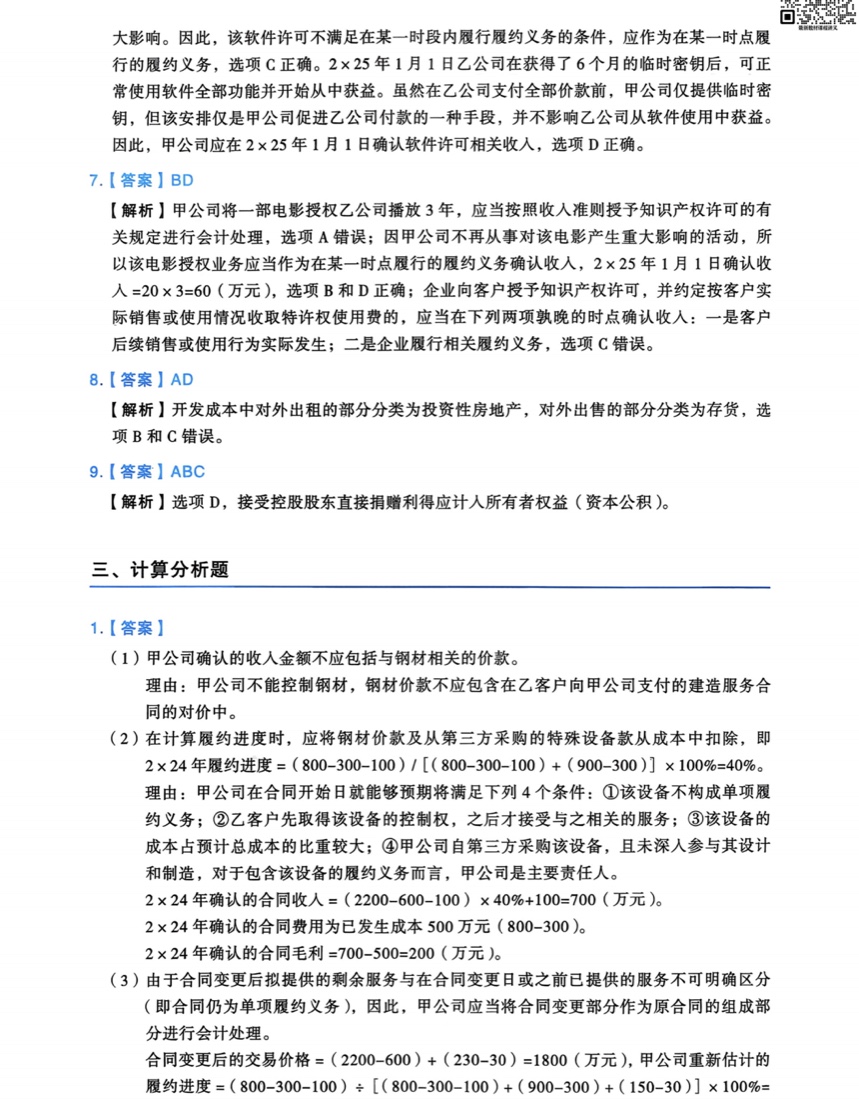 大影响。因此，该软件许可不满足在某一时段内履行履约义务的条件，应作为在某一时点履
行的履约义务，选项 C 正确。2×25 年 1 月 1 日乙公司在获得了 6 个月的临时密钥后，可正
常使用软件全部功能并开始从中获益。虽然在乙公司支付全部价款前，甲公司仅提供临时密
钥，但该安排仅是甲公司促进乙公司付款的一种手段，并不影响乙公司从软件使用中获益。
因此，甲公司应在 2×25 年 1 月 1 日确认软件许可相关收入，选项 D 正确。
7.【答案】BD
【解析】甲公司将一部电影授权乙公司播放 3 年，应当按照收入准则授予知识产权许可的有
关规定进行会计处理，选项 A 错误；因甲公司不再从事对该电影产生重大影响的活动，所
以该电影授权业务应当作为在某一时点履行的履约义务确认收入，2×25 年 1 月 1 日确认收
入 =20×3=60（万元），选项 B 和 D 正确；企业向客户授予知识产权许可，并约定按客户实
际销售或使用情况收取特许权使用费的，应当在下列两项孰晚的时点确认收入：一是客户
后续销售或使用行为实际发生；二是企业履行相关履约义务，选项 C 错误。
8.【答案】AD
【解析】开发成本中对外出租的部分分类为投资性房地产，对外出售的部分分类为存货，选
项 B 和 C 错误。
9.【答案】ABC
【解析】选项 D，接受控股股东直接捐赠利得应计入所有者权益（资本公积）。
三、计算分析题
1.【答案】
（1）甲公司确认的收入金额不应包括与钢材相关的价款。
理由：甲公司不能控制钢材，钢材价款不应包含在乙客户向甲公司支付的建造服务合
同的对价中。
（2）在计算履约进度时，应将钢材价款及从第三方采购的特殊设备款从成本中扣除，即
2×24 年履约进度 =（800-300-100）/［（800-300-100）+（900-300）］×100%=40%。
理由：甲公司在合同开始日就能够预期将满足下列 4 个条件：①该设备不构成单项履
约义务；②乙客户先取得该设备的控制权，之后才接受与之相关的服务；③该设备的
成本占预计总成本的比重较大；④甲公司自第三方采购该设备，且未深入参与其设计
和制造，对于包含该设备的履约义务而言，甲公司是主要责任人。
2×24 年确认的合同收入 =（2200-600-100）×40%+100=700（万元）。
2×24 年确认的合同费用为已发生成本 500 万元（800-300）。
2×24 年确认的合同毛利 =700-500=200（万元）。
（3）由于合同变更后拟提供的剩余服务与在合同变更日或之前已提供的服务不可明确区分
（即合同仍为单项履约义务），因此，甲公司应当将合同变更部分作为原合同的组成部
分进行会计处理。
合同变更后的交易价格 =（2200-600）+（230-30）=1800（万元），甲公司重新估计的
履约进度 =（800-300-100）÷［（800-300-100）+（900-300）+（150-30）］×100%=